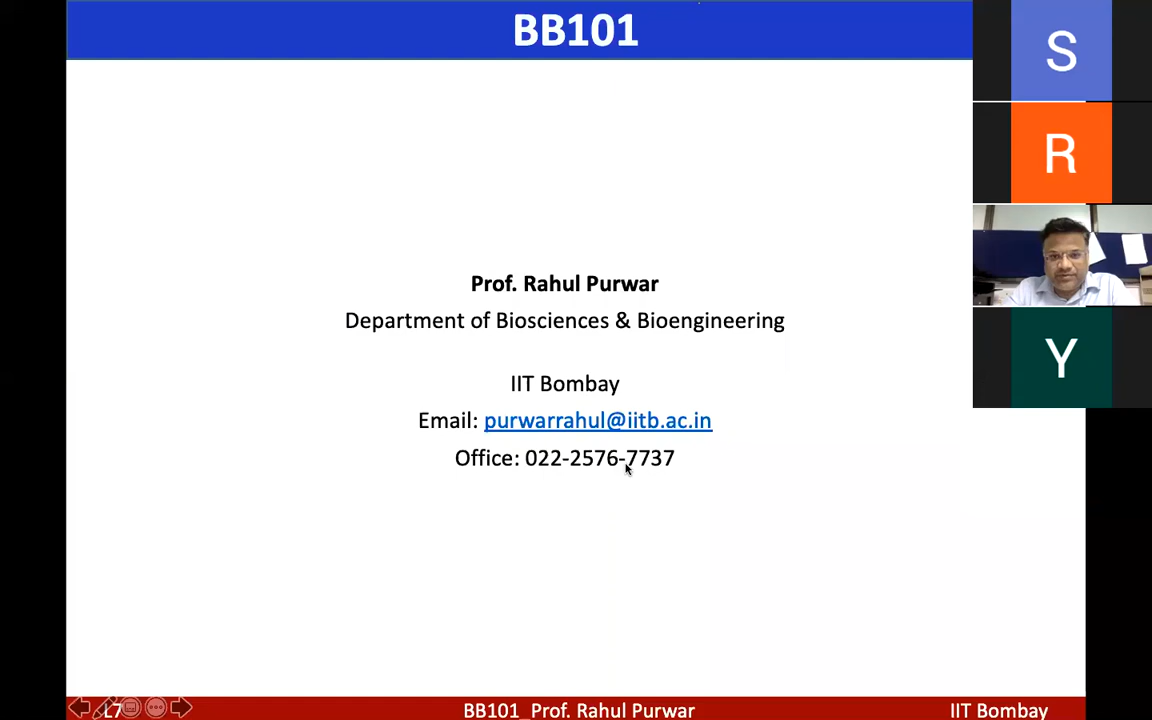 BB101
S
R
Y
Prof. Rahul Purwar
Department of Biosciences & Bioengineering
IIT Bombay
Email: purwarrahul@iitb.ac.in
Office: 022-2576-7737
L7
BB101_Prof. Rahul Purwar
IIT Bombay